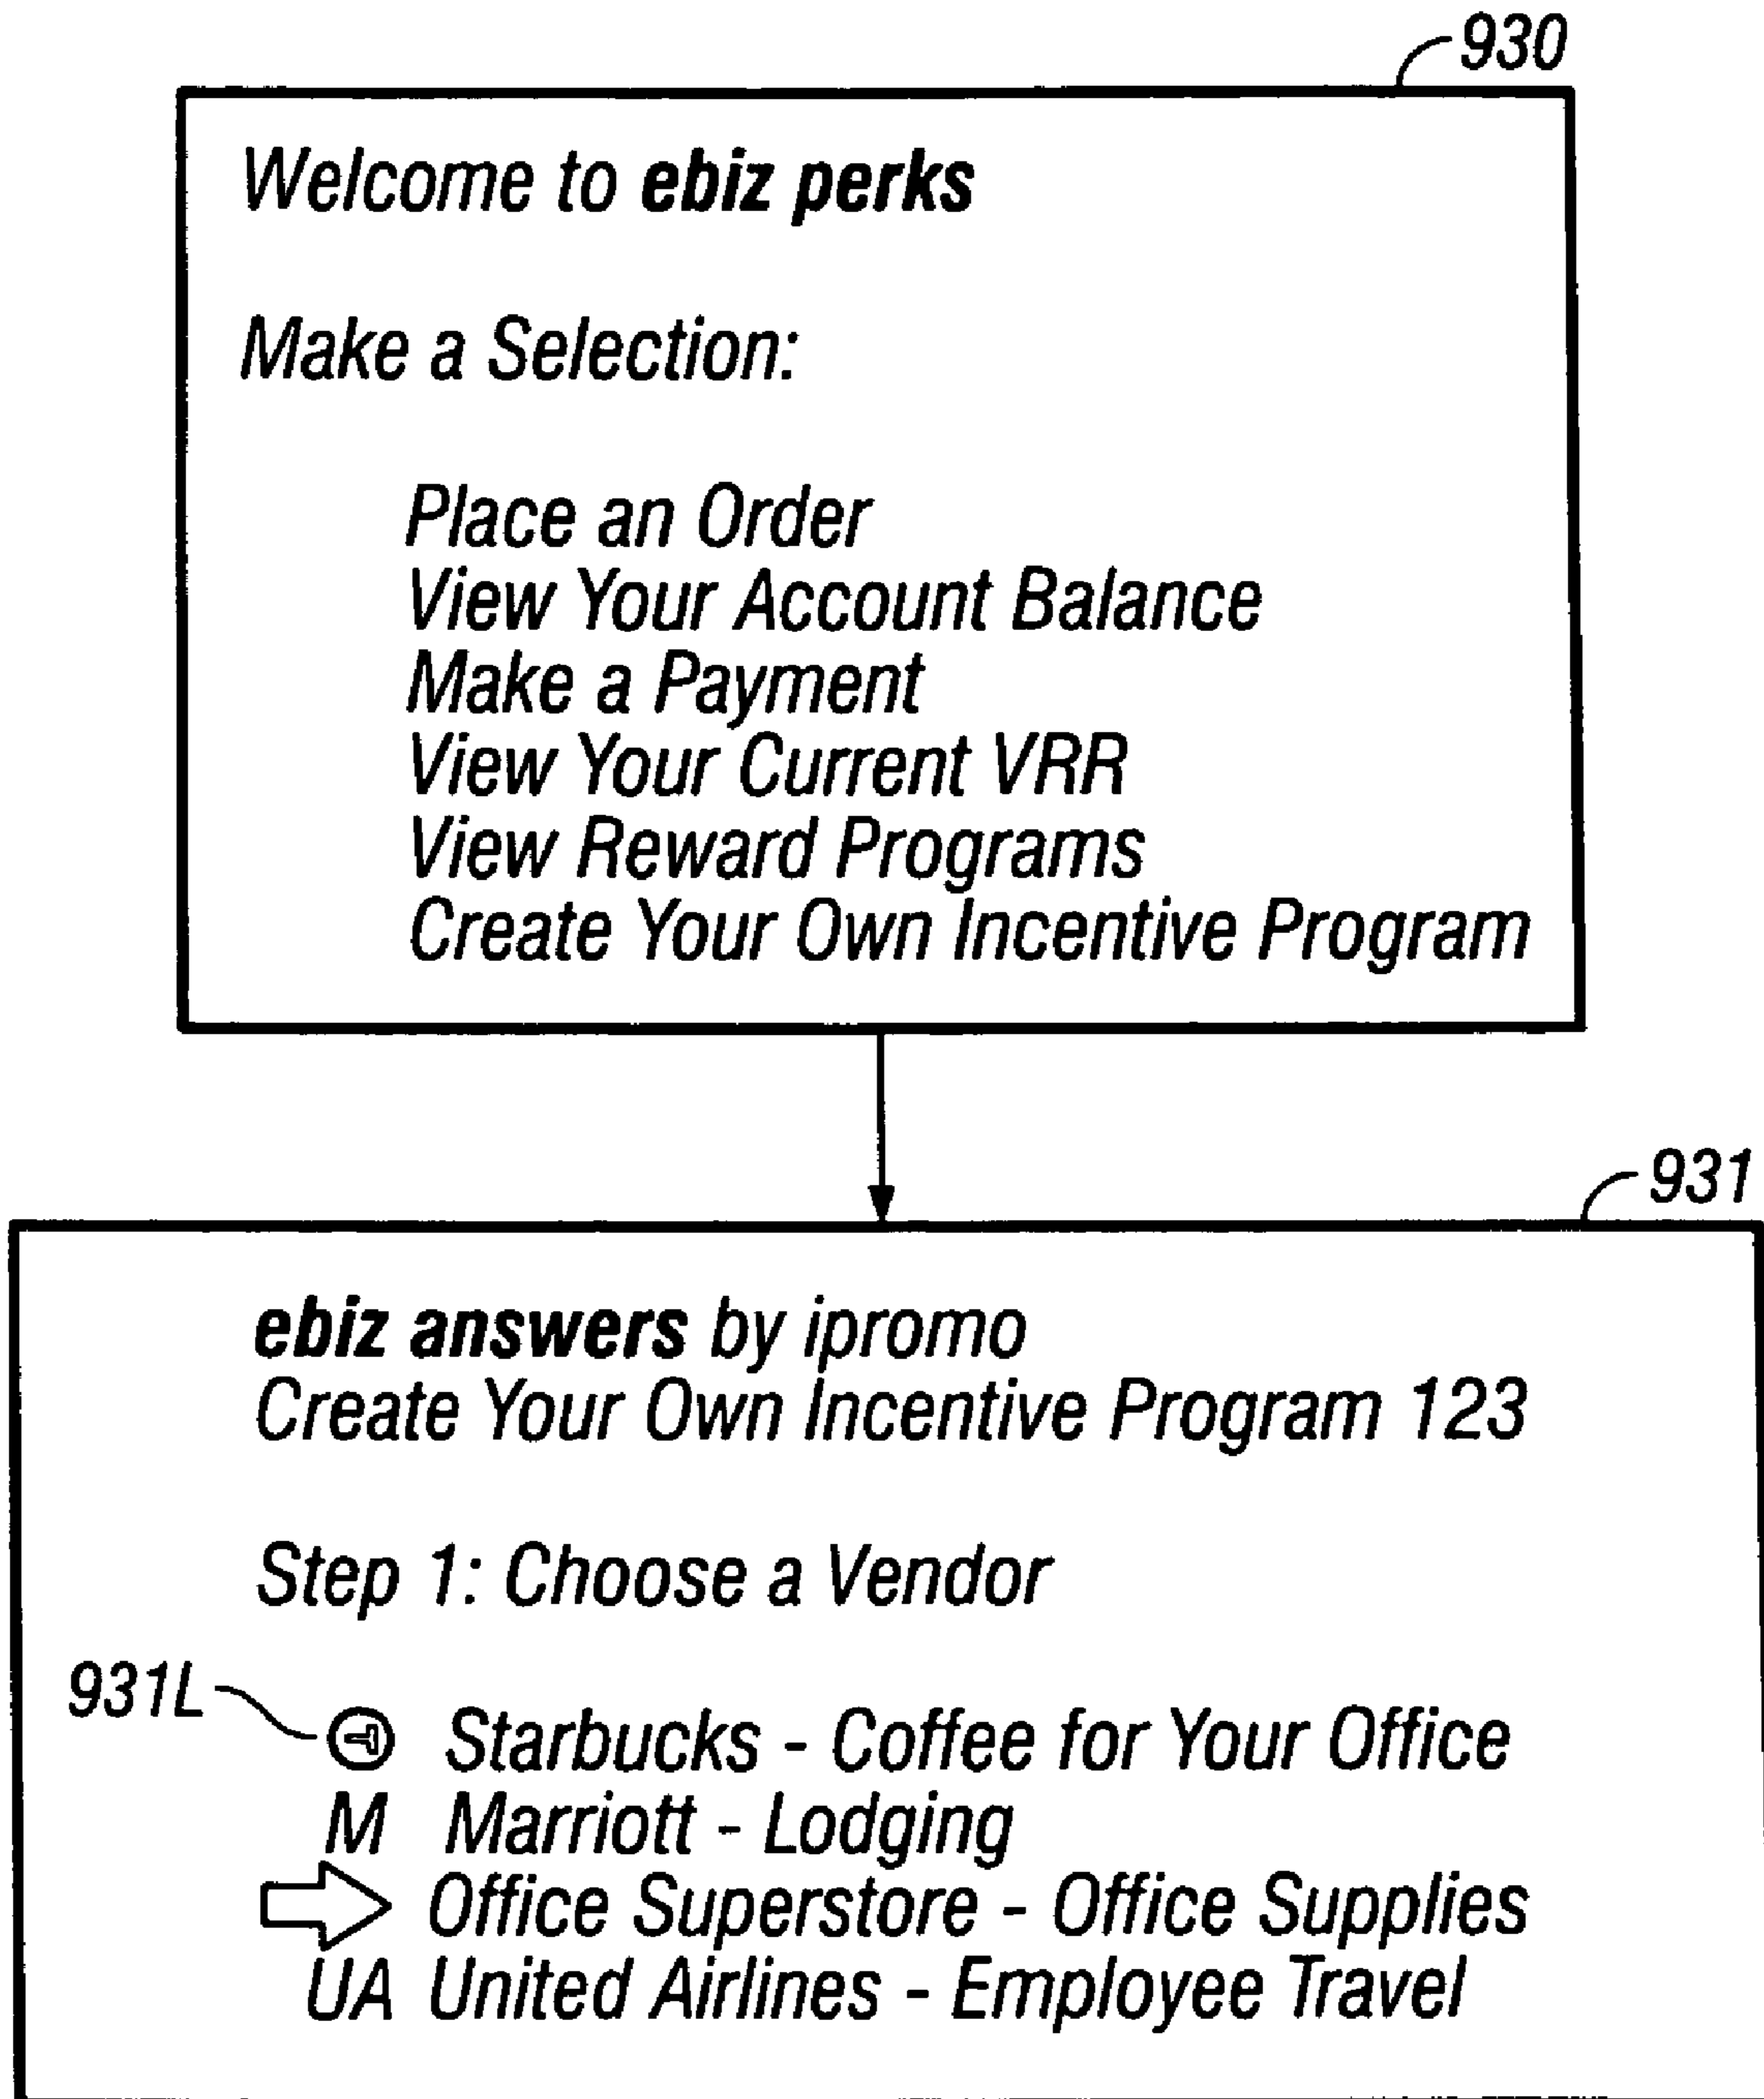 930
Welcome to ebiz perks
Make a Selection:
Place an Order
View Your Account Balance
Make a Payment
View Your Current VRR
View Reward Programs
Create Your Own Incentive Program
931
ebiz answers by ipromo
Create Your Own Incentive Program 123
Step 1: Choose a Vendor
931L
Starbucks - Coffee for Your Office
M Marriott - Lodging
Office Superstore - Office Supplies
UA United Airlines - Employee Travel